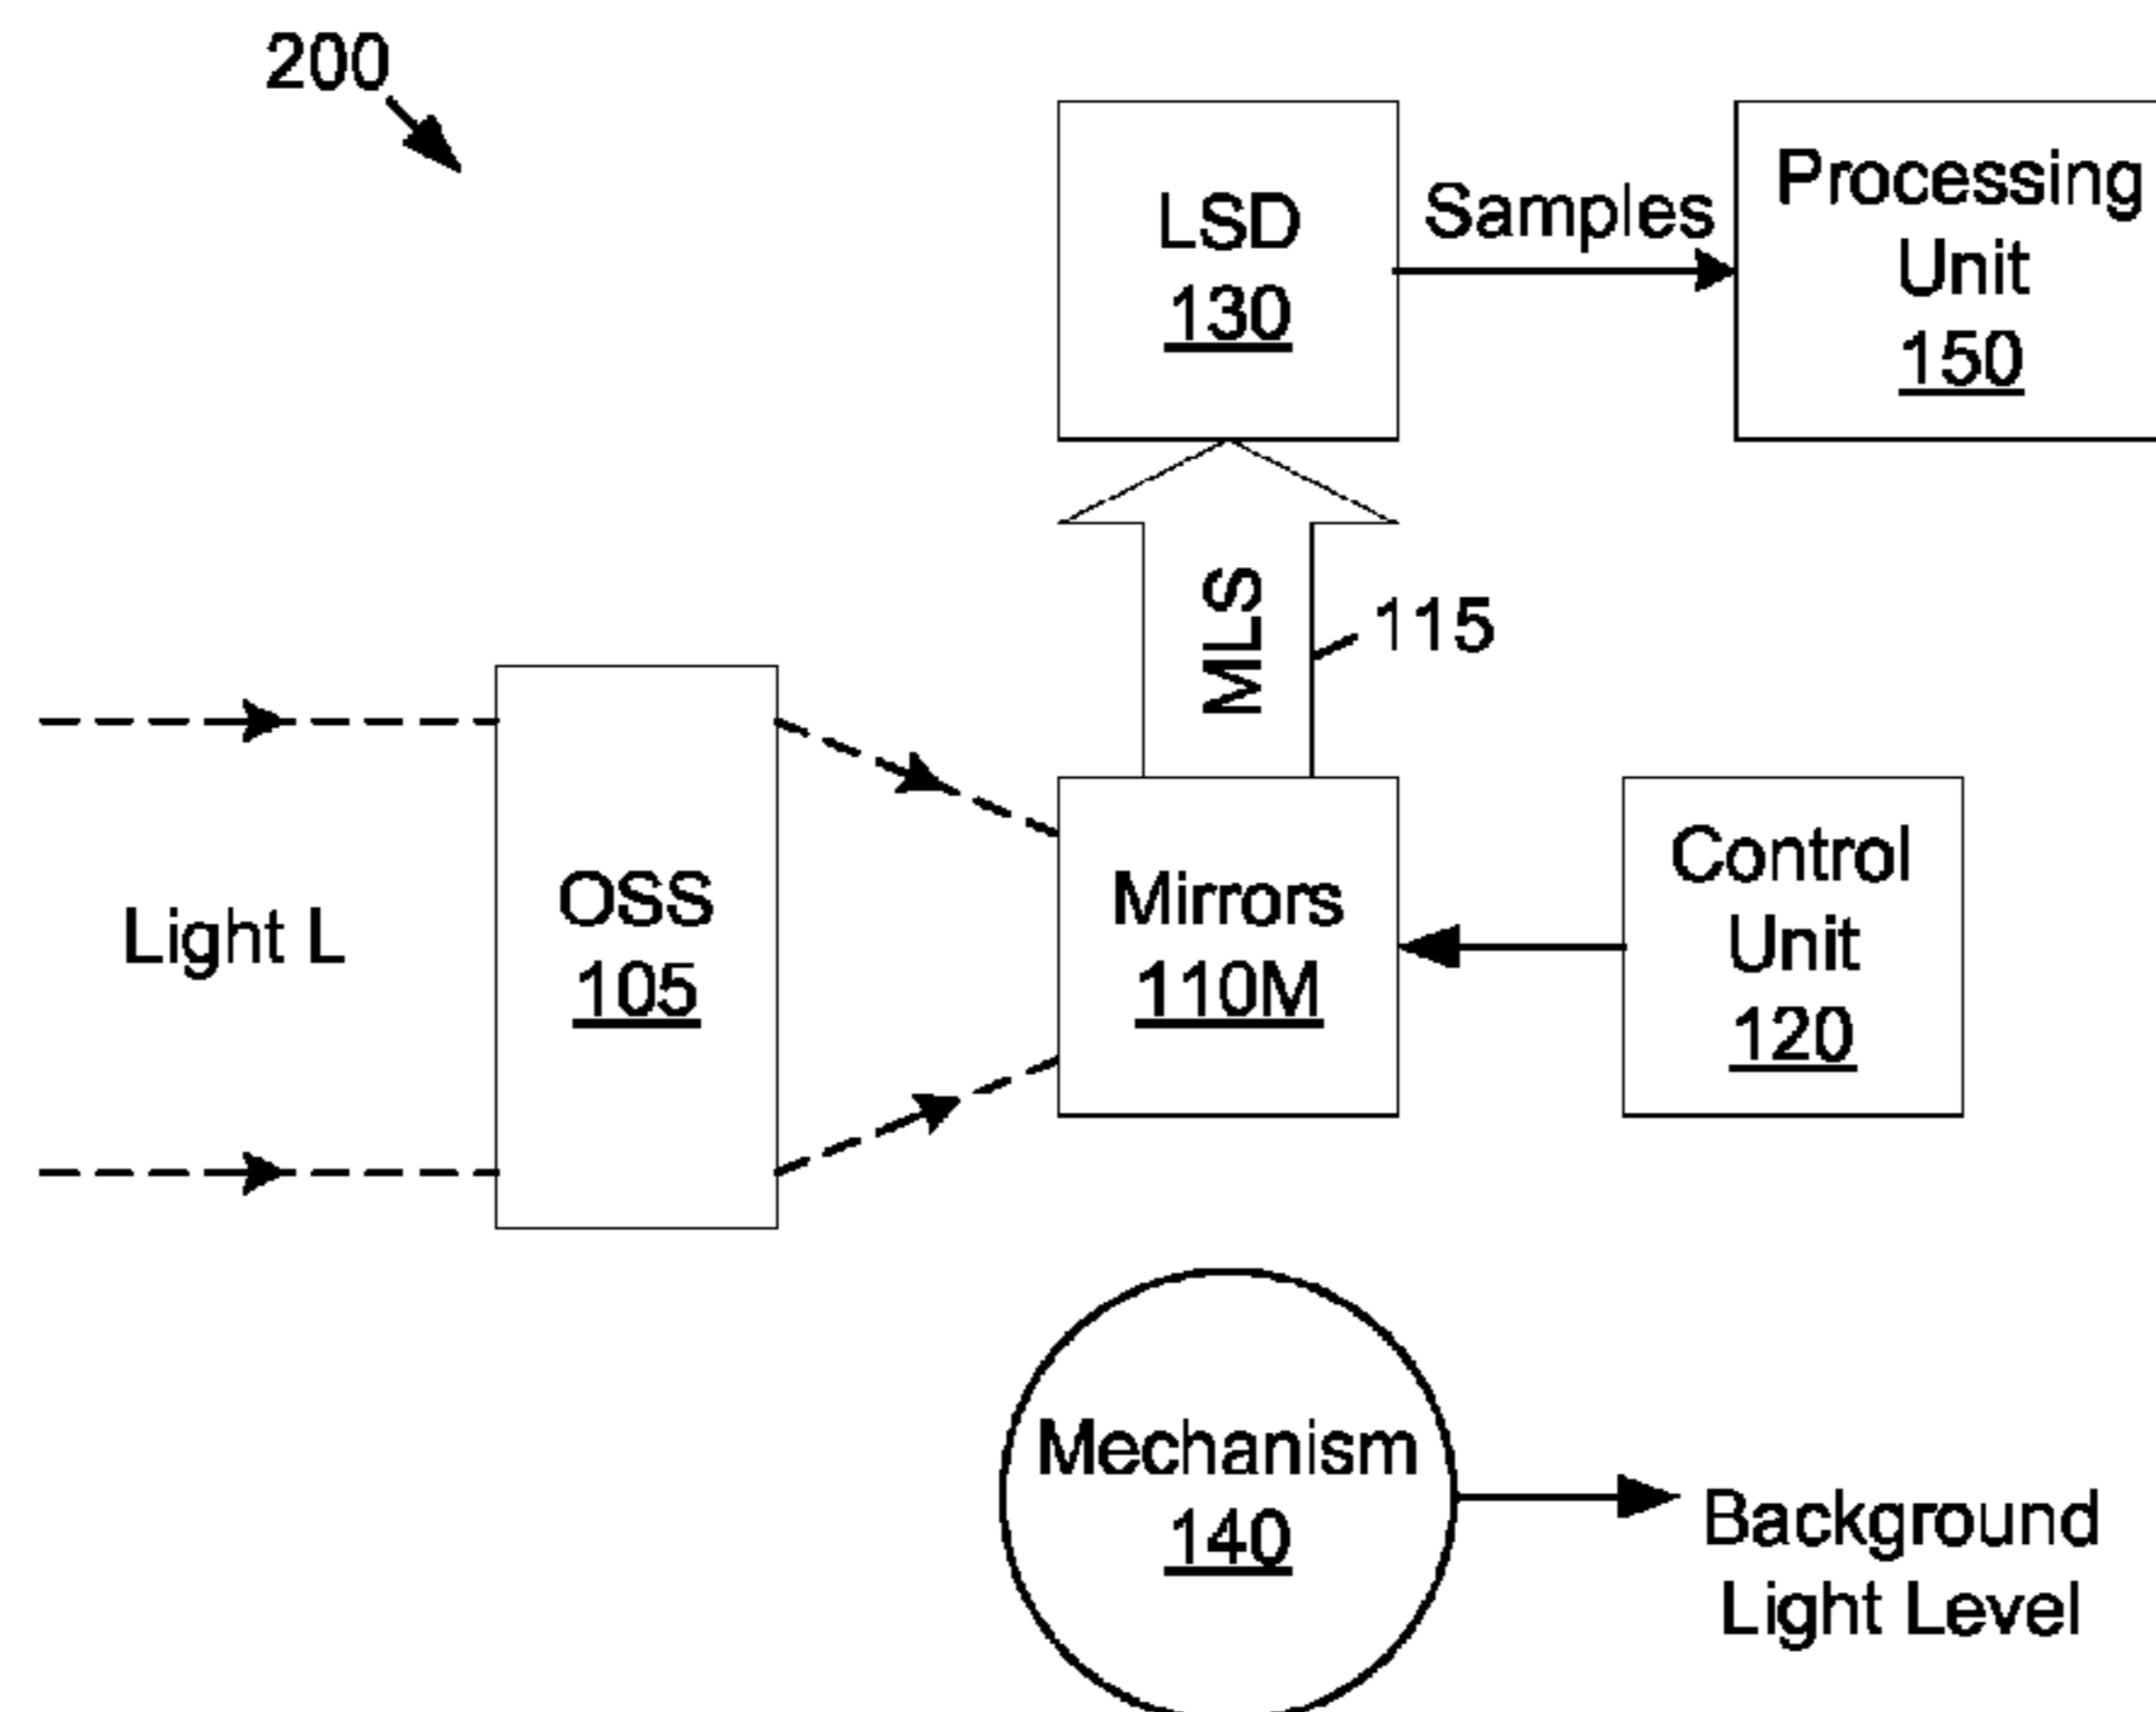 200
LSD
130
Samples
Processing
Unit
150
MLS
115
Light L
OSS
105
Mirrors
110M
Control
Unit
120
Mechanism
140
Background
Light Level